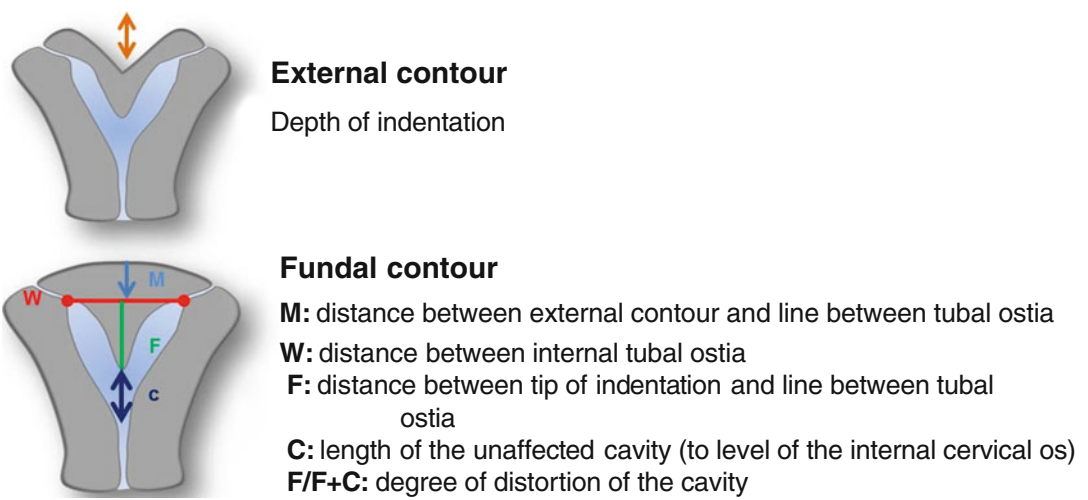 External contour
Depth of indentation
M
W
F
c
Fundal contour
M: distance between external contour and line between tubal ostia
W: distance between internal tubal ostia
F: distance between tip of indentation and line between tubal
ostia
C: length of the unaffected cavity (to level of the internal cervical os)
F/F+C: degree of distortion of the cavity